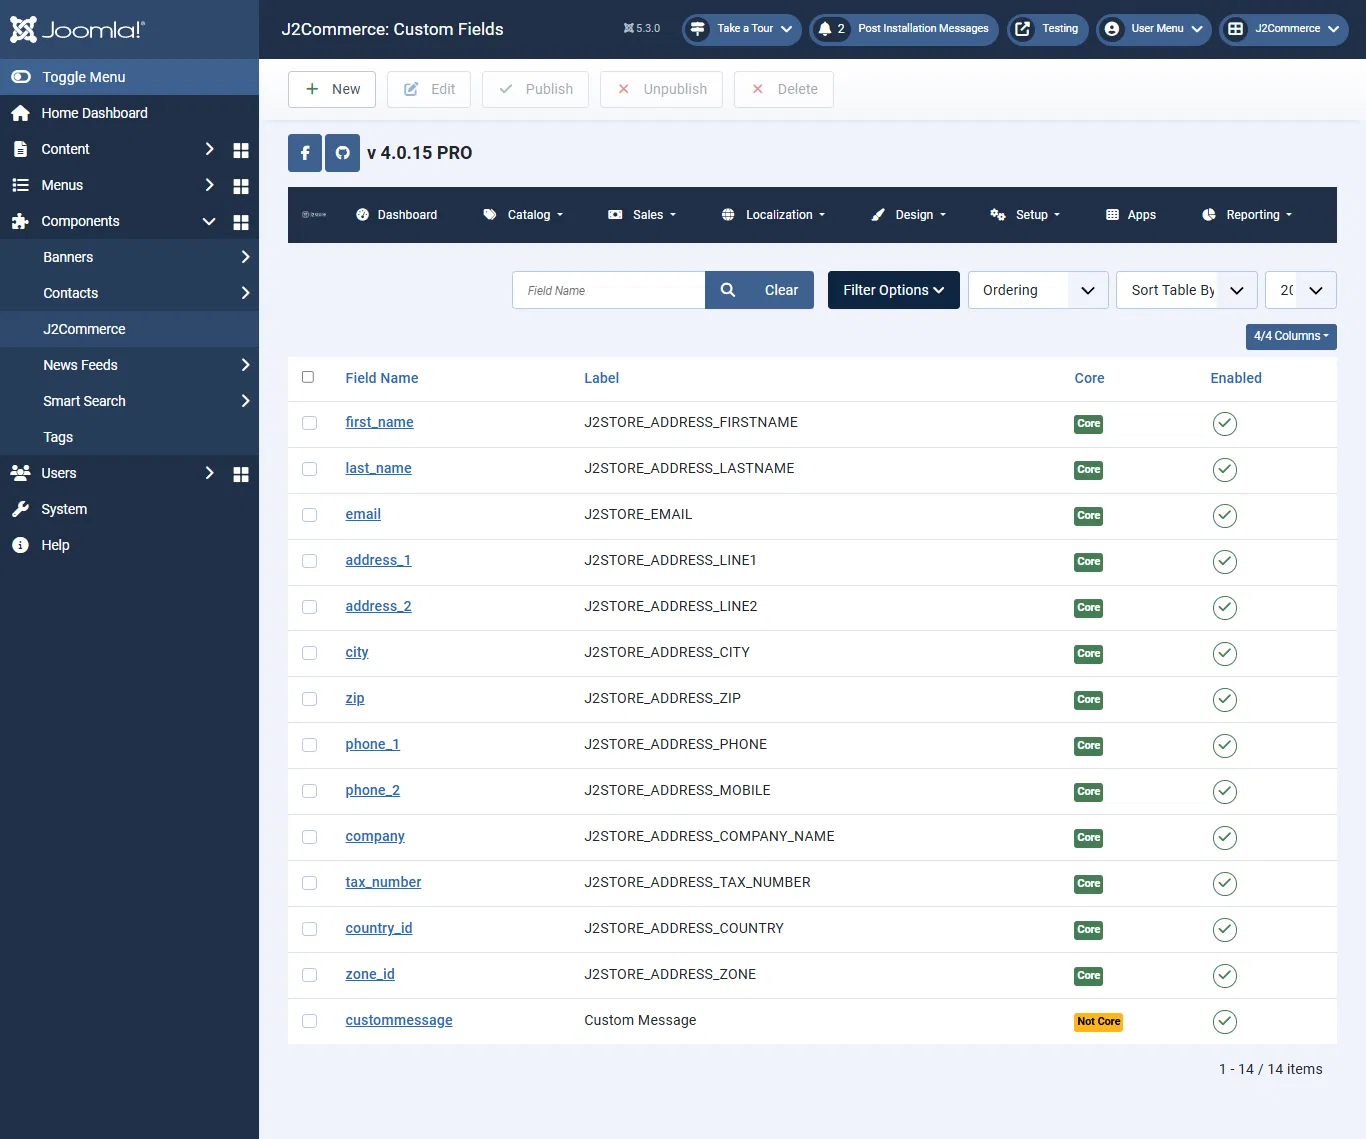 Joomla!
J2Commerce: Custom Fields
5.3.0
Take a Tour
2 Post Installation Messages
Testing
User Menu
J2Commerce
Toggle Menu
Home Dashboard
Content
Menus
Components
Banners
Contacts
J2Commerce
News Feeds
Smart Search
Tags
Users
System
Help
New
Edit
Publish
Unpublish
Delete
v 4.0.15 PRO
Dashboard
Catalog
Sales
Localization
Design
Setup
Apps
Reporting
Field Name
Clear
Filter Options
Ordering
Sort Table By
20
4/4 Columns
Field Name Label Core Enabled
first_name J2STORE_ADDRESS_FIRSTNAME Core
last_name J2STORE_ADDRESS_LASTNAME Core
email J2STORE_EMAIL Core
address_1 J2STORE_ADDRESS_LINE1 Core
address_2 J2STORE_ADDRESS_LINE2 Core
city J2STORE_ADDRESS_CITY Core
zip J2STORE_ADDRESS_ZIP Core
phone_1 J2STORE_ADDRESS_PHONE Core
phone_2 J2STORE_ADDRESS_MOBILE Core
company J2STORE_ADDRESS_COMPANY_NAME Core
tax_number J2STORE_ADDRESS_TAX_NUMBER Core
country_id J2STORE_ADDRESS_COUNTRY Core
zone_id J2STORE_ADDRESS_ZONE Core
custommessage Custom Message Not Core
1 - 14 / 14 items